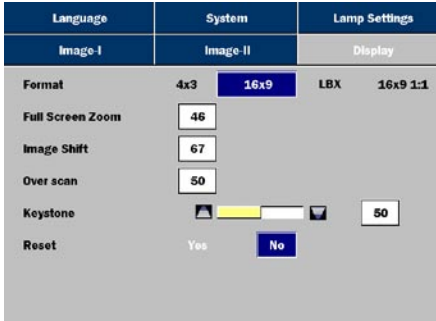 Language System Lamp Settings
Image-I Image-II Display
Format 4x3 16x9 LBX 16x9 1:1
Full Screen Zoom 46
Image Shift 67
Over scan 50
Keystone 50
Reset Yes No